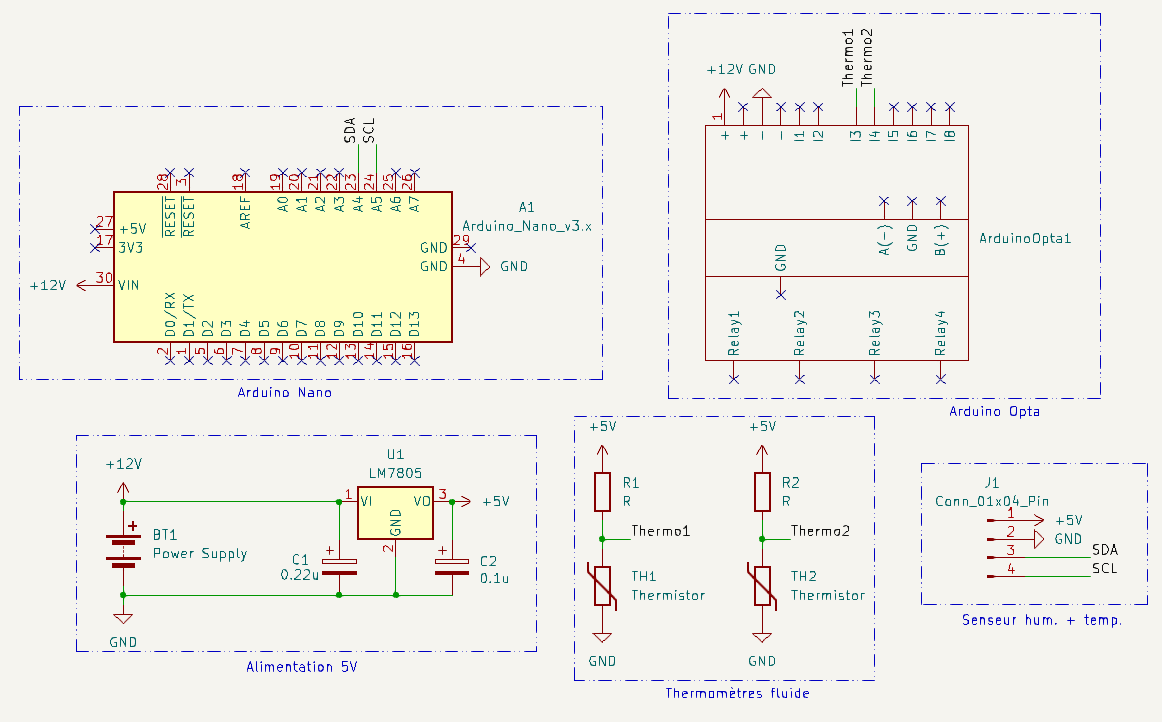 SDA
SCL
28
3
18
19
20
21
22
23
24
25
26
RESET
RESET
AREF
A0
A1
A2
A3
A4
A5
A6
A7
27
+5V
17
3V3
+12V
30
VIN
A1
Arduino_Nano_v3.x
GND
29
GND
4
GND
D0/RX
D1/TX
D2
D3
D4
D5
D6
D7
D8
D9
D10
D11
D12
D13
2
1
5
6
7
8
9
10
11
12
13
14
15
16
Arduino Nano
Thermo1
Thermo2
+12V
GND
1
+
+
-
-
I1
I2
I3
I4
I5
I6
I7
I8
A(-)
GND
B(+)
ArduinoOpta1
GND
Relay1
Relay2
Relay3
Relay4
Arduino Opta
+12V
U1
LM7805
1
VI
VO
3
+5V
GND
2
+
BT1
Power Supply
+
C1
0.22u
+
C2
0.1u
GND
Alimentation 5V
+5V
+5V
R1
R
R2
R
Thermo1
Thermo2
TH1
Thermistor
TH2
Thermistor
GND
GND
Thermomètres fluide
J1
Conn_01x04_Pin
1
+5V
2
GND
3
SDA
4
SCL
Senseur hum. + temp.